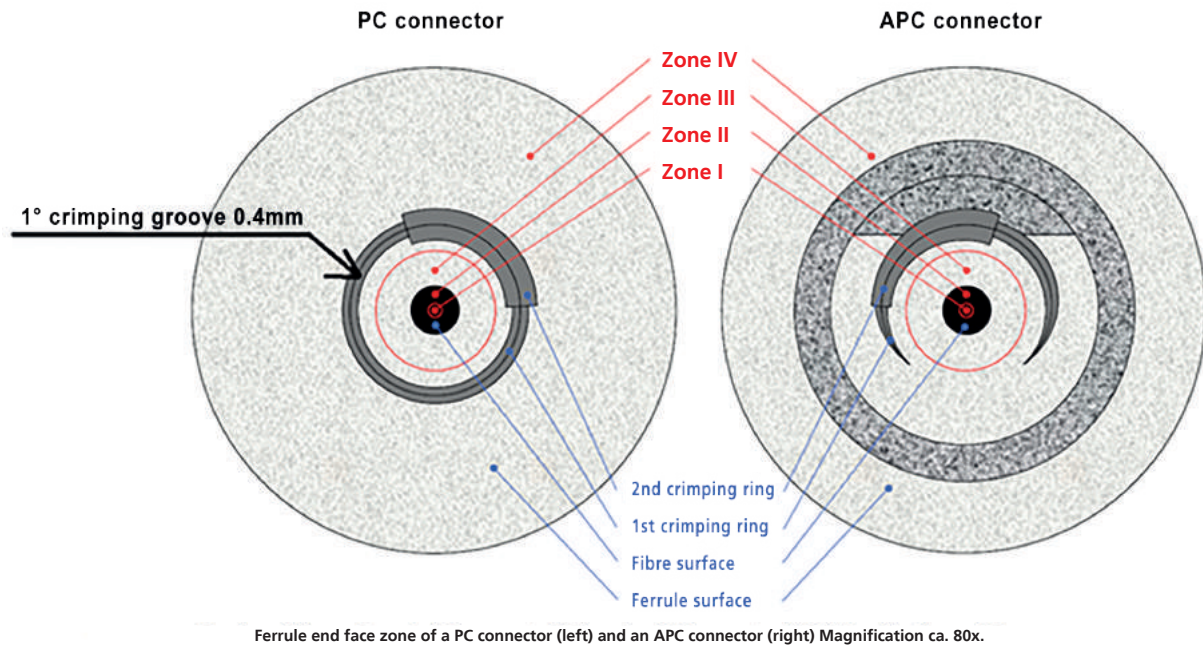 PC connector
APC connector
Zone IV
Zone III
Zone II
Zone I
1° crimping groove 0.4mm
2nd crimping ring
1st crimping ring
Fibre surface
Ferrule surface
Ferrule end face zone of a PC connector (left) and an APC connector (right) Magnification ca. 80x.